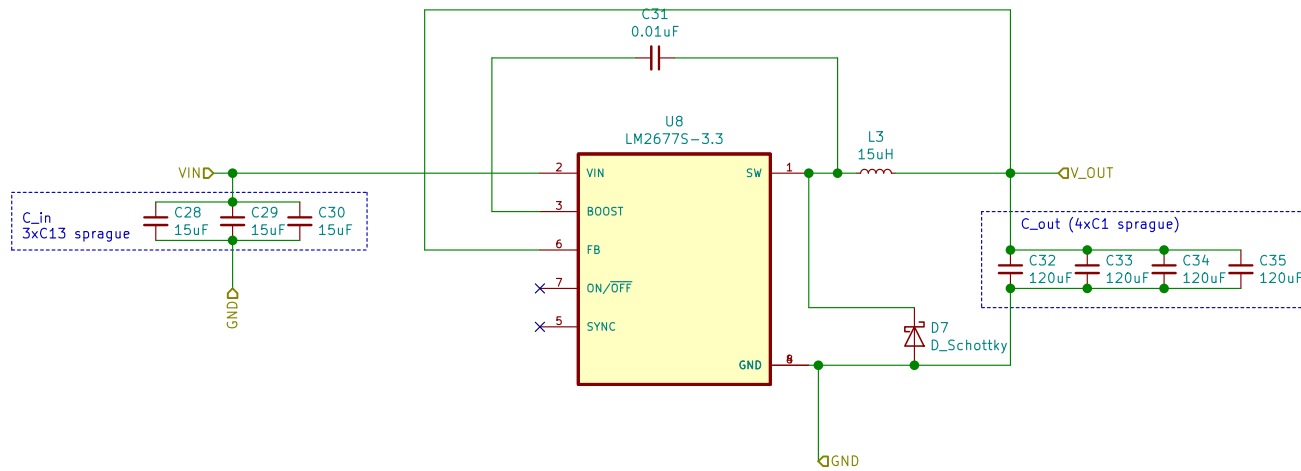 C31
0.01uF
U8
LM2677S-3.3
L3
15uH
VIN
2
VIN
SW
1
V_OUT
C_in
3xC13 sprague
C28
15uF
C29
15uF
C30
15uF
3
BOOST
C_out (4xC1 sprague)
6
FB
C32
120uF
C33
120uF
C34
120uF
C35
120uF
7
ON/OFF
GND
5
SYNC
D7
D_Schottky
GND
GND